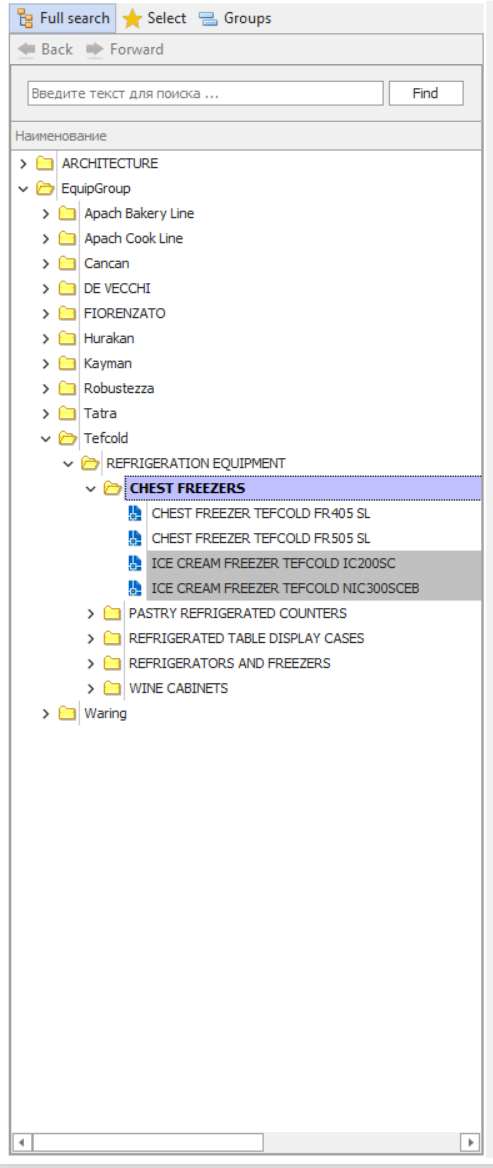 Full search Select Groups
Back Forward
Введите текст для поиска ... Find
Наименование
ARCHITECTURE
EquipGroup
Apach Bakery Line
Apach Cook Line
Cancan
DE VECCHI
FIORENZATO
Hurakan
Kayman
Robustezza
Tatra
Tefcold
REFRIGERATION EQUIPMENT
CHEST FREEZERS
CHEST FREEZER TEFCOLD FR405 SL
CHEST FREEZER TEFCOLD FR505 SL
ICE CREAM FREEZER TEFCOLD IC200SC
ICE CREAM FREEZER TEFCOLD NIC300SCEB
PASTRY REFRIGERATED COUNTERS
REFRIGERATED TABLE DISPLAY CASES
REFRIGERATORS AND FREEZERS
WINE CABINETS
Waring